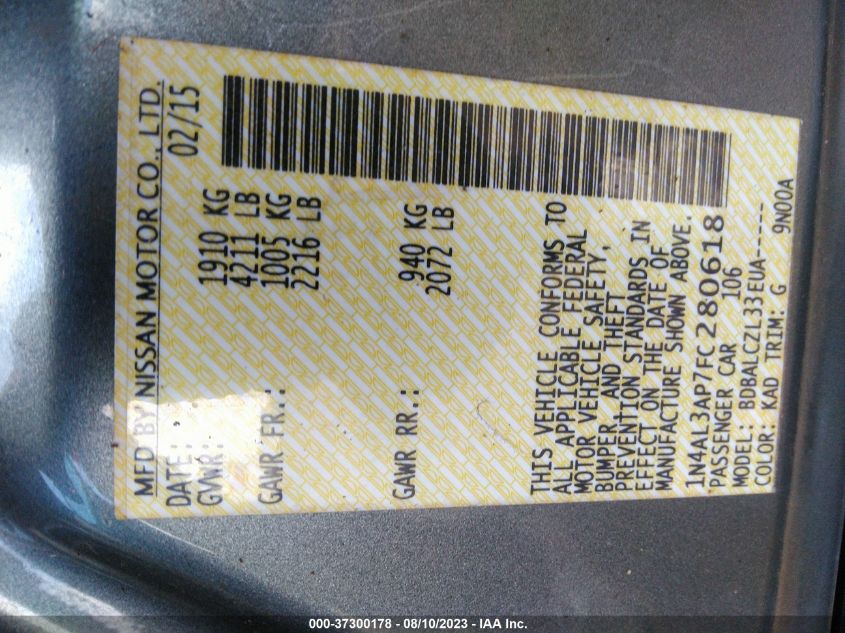 MFD BY NISSAN MOTOR CO., LTD.
DATE: 02/15
GVWR: 1910 KG
4211 LB
GAWR FR.: 1005 KG
2216 LB
GAWR RR.: 940 KG
2072 LB
THIS VEHICLE CONFORMS TO
ALL APPLICABLE FEDERAL
MOTOR VEHICLE SAFETY,
BUMPER, AND THEFT
PREVENTION STANDARDS IN
EFFECT ON THE DATE OF
MANUFACTURE SHOWN ABOVE.
1N4AL3AP7FC280618
PASSENGER CAR 106
MODEL: BDBALCZL33EUA-----
COLOR: KAD TRIM: G 9N00A
000-37300178 - 08/10/2023 - IAA Inc.